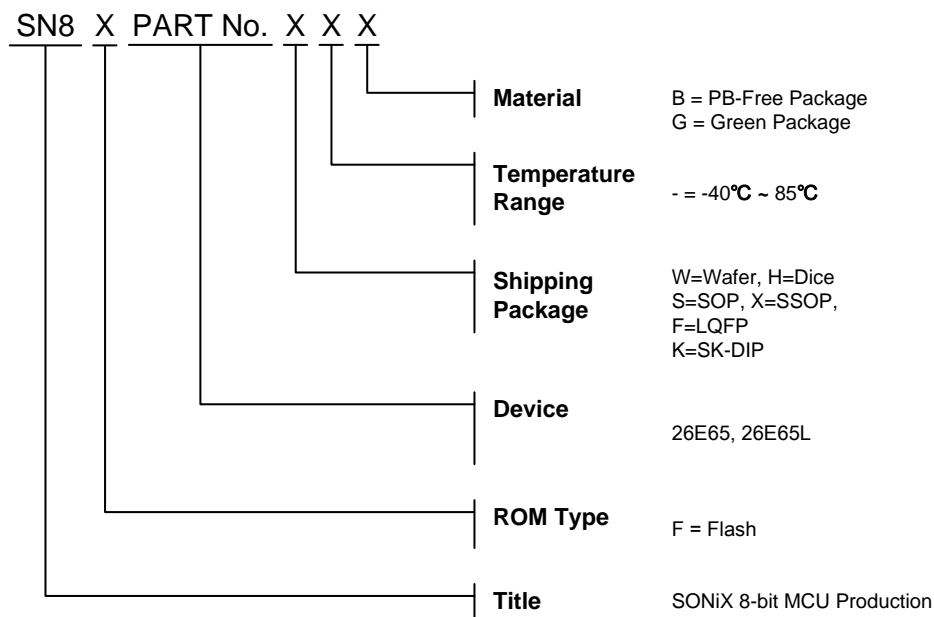 SN8 X PART No. X X X
Material
B = PB-Free Package
G = Green Package
Temperature
Range
- = -40℃ ~ 85℃
Shipping
Package
W=Wafer, H=Dice
S=SOP, X=SSOP,
F=LQFP
K=SK-DIP
Device
26E65, 26E65L
ROM Type
F = Flash
Title
SONiX 8-bit MCU Production